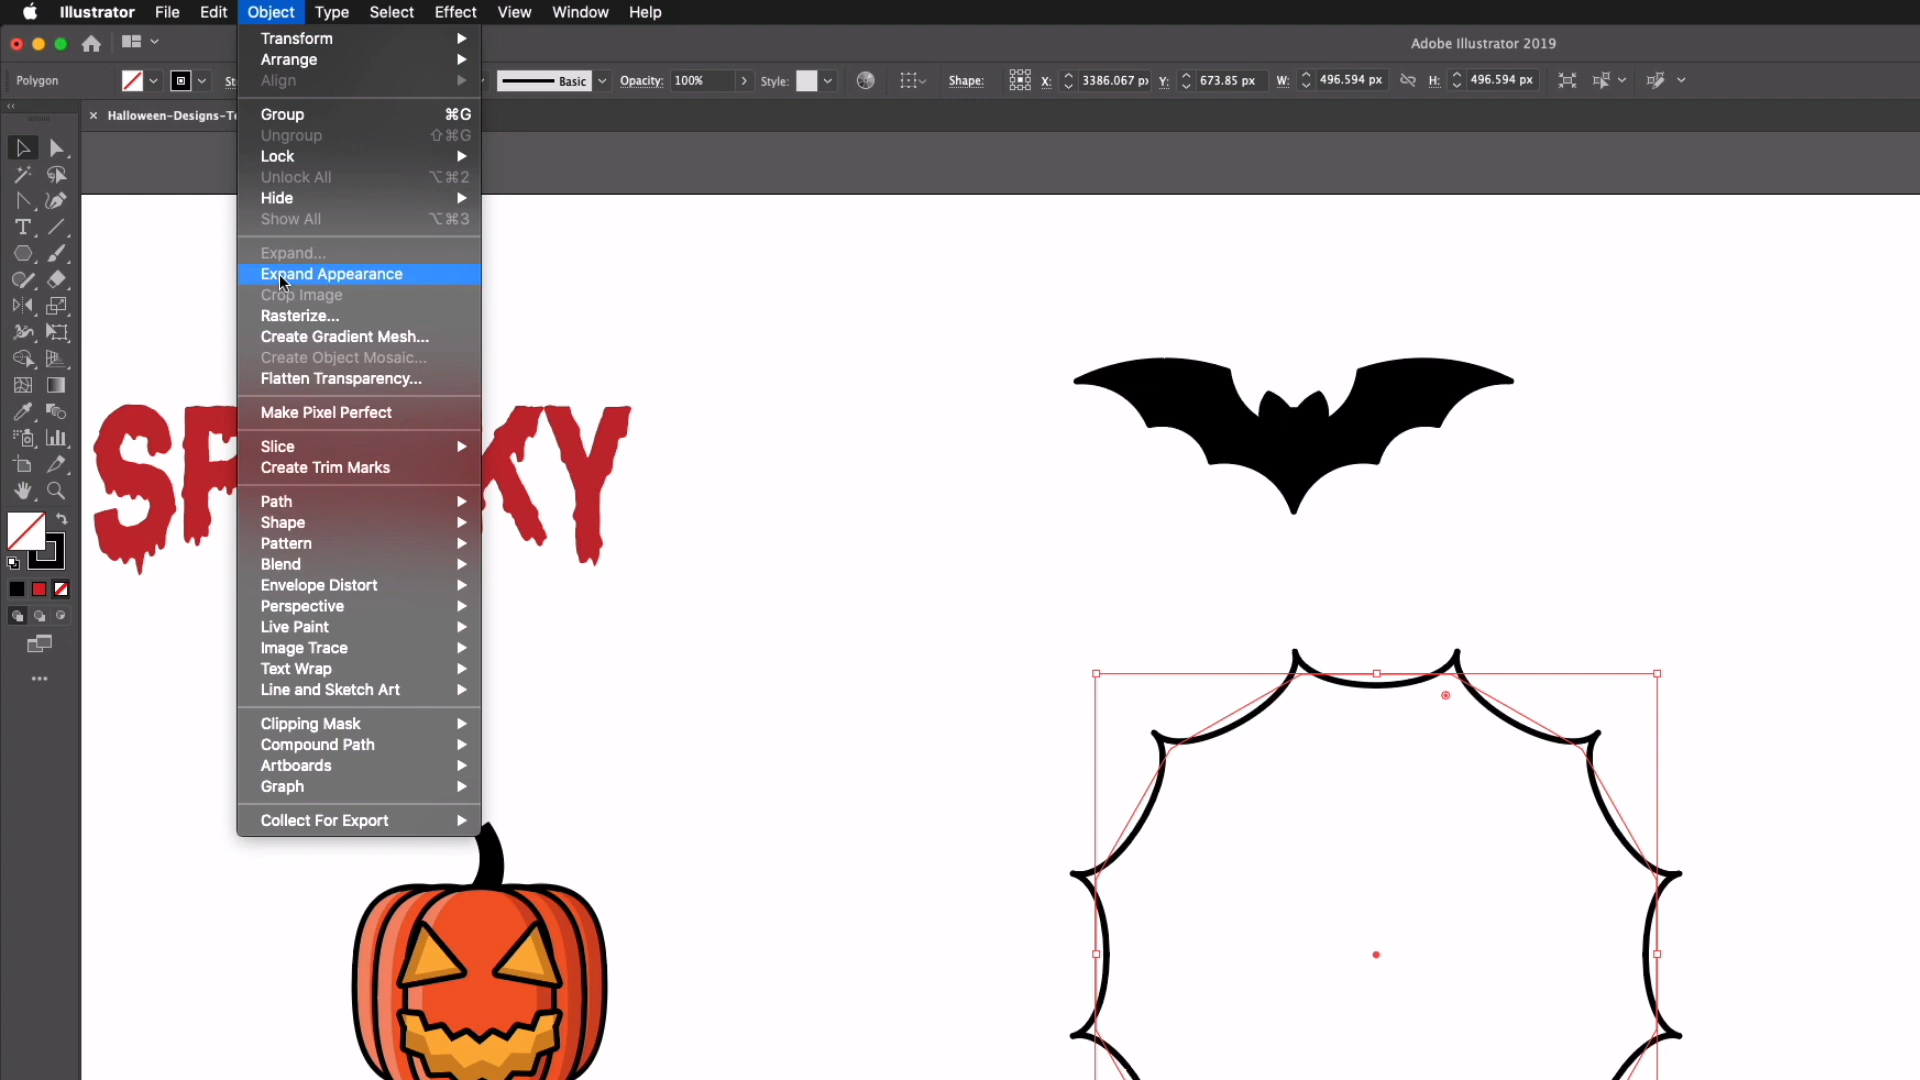 Illustrator File Edit Object Type Select Effect View Window Help
Adobe Illustrator 2019
Polygon
Basic Opacity: 100% Style: Shape: X: 3386.067 p Y: 673.85 px W: 496.594 px H: 496.594 px
Halloween-Designs-T
Transform
Arrange
Align
Group ⌘G
Ungroup ⇧⌘G
Lock
Unlock All ⌥⌘2
Hide
Show All ⌥⌘3
Expand...
Expand Appearance
Crop Image
Rasterize...
Create Gradient Mesh...
Create Object Mosaic...
Flatten Transparency...
Make Pixel Perfect
Slice
Create Trim Marks
Path
Shape
Pattern
Blend
Envelope Distort
Perspective
Live Paint
Image Trace
Text Wrap
Line and Sketch Art
Clipping Mask
Compound Path
Artboards
Graph
Collect For Export
SP KY